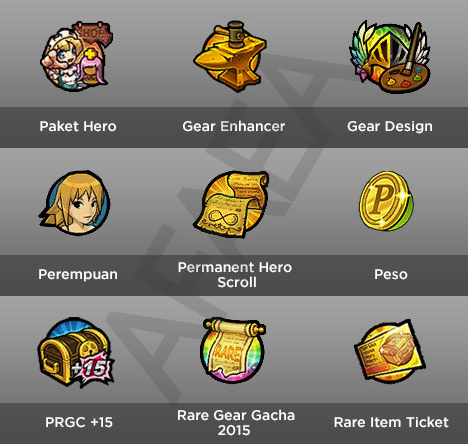 SHOP
Paket Hero
Gear Enhancer
Gear Design
Perempuan
Permanent Hero
Scroll
P
Peso
+15
PRGC +15
RARE
Rare Gear Gacha
2015
Rare Item Ticket
AFAEA